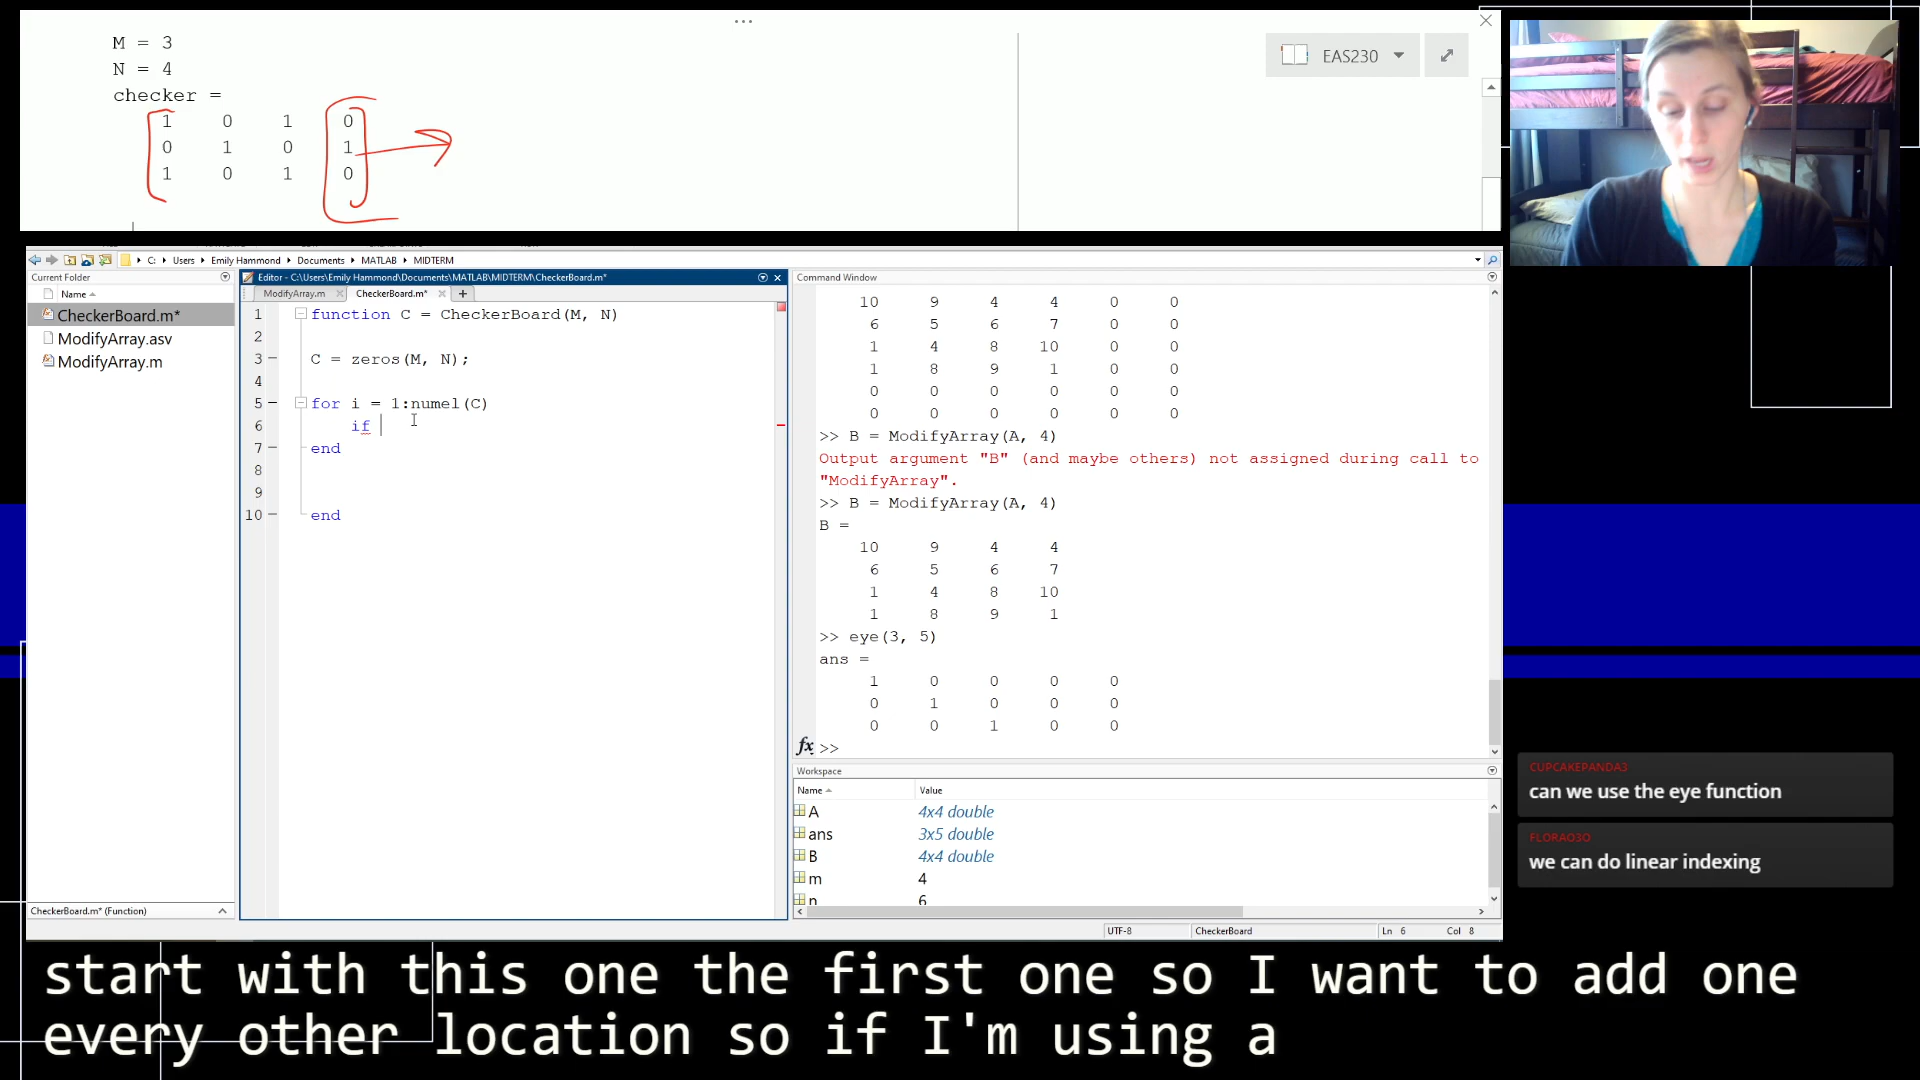 M = 3
N = 4
checker =
1 0 1 0
0 1 0 1
1 0 1 0
EAS230
C: Users Emily Hammond Documents MATLAB MIDTERM
Current Folder
Name
CheckerBoard.m*
ModifyArray.asv
ModifyArray.m
CheckerBoard.m* (Function)
Editor - C:\Users\Emily Hammond\Documents\MATLAB\MIDTERM\CheckerBoard.m*
ModifyArray.m CheckerBoard.m*
1 function C = CheckerBoard(M, N)
2
3 C = zeros(M, N);
4
5 for i = 1:numel(C)
6 if
7 end
8
9
10 end
Command Window
10 9 4 4 0 0
6 5 6 7 0 0
1 4 8 10 0 0
1 8 9 1 0 0
0 0 0 0 0 0
0 0 0 0 0 0
>> B = ModifyArray(A, 4)
Output argument "B" (and maybe others) not assigned during call to
"ModifyArray".
>> B = ModifyArray(A, 4)
B =
10 9 4 4
6 5 6 7
1 4 8 10
1 8 9 1
>> eye(3, 5)
ans =
1 0 0 0 0
0 1 0 0 0
0 0 1 0 0
fx >>
Workspace
Name Value
A 4x4 double
ans 3x5 double
B 4x4 double
m 4
n 6
UTF-8 CheckerBoard Ln 6 Col 8
CUPCAKEPANDA3
can we use the eye function
FLORAO3O
we can do linear indexing
start with this one the first one so I want to add one
every other location so if I'm using a